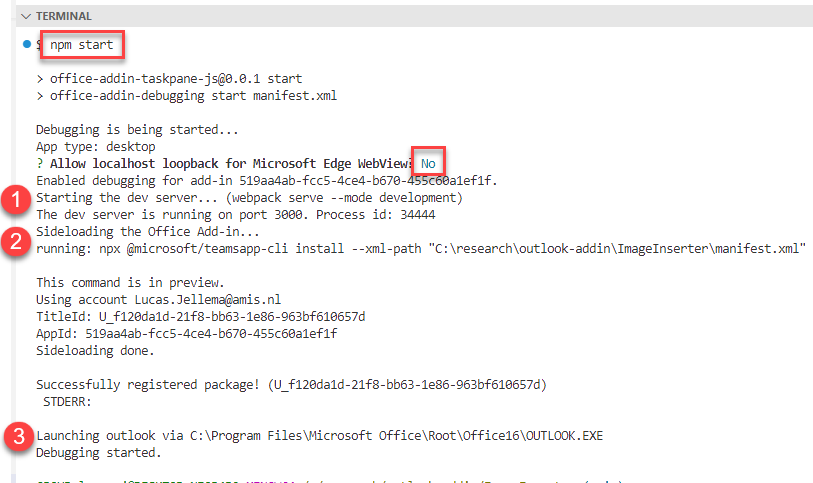 TERMINAL
$ npm start
> office-addin-taskpane-js@0.0.1 start
> office-addin-debugging start manifest.xml
Debugging is being started...
App type: desktop
? Allow localhost loopback for Microsoft Edge WebView? No
Enabled debugging for add-in 519aa4ab-fcc5-4ce4-b670-455c60a1ef1f.
1 Starting the dev server... (webpack serve --mode development)
The dev server is running on port 3000. Process id: 34444
Sideloading the Office Add-in...
2 running: npx @microsoft/teamsapp-cli install --xml-path "C:\research\outlook-addin\ImageInserter\manifest.xml"
This command is in preview.
Using account Lucas.Jellema@amis.nl
TitleId: U_f120da1d-21f8-bb63-1e86-963bf610657d
AppId: 519aa4ab-fcc5-4ce4-b670-455c60a1ef1f
Sideloading done.
Successfully registered package! (U_f120da1d-21f8-bb63-1e86-963bf610657d)
STDERR:
3 Launching outlook via C:\Program Files\Microsoft Office\Root\Office16\OUTLOOK.EXE
Debugging started.